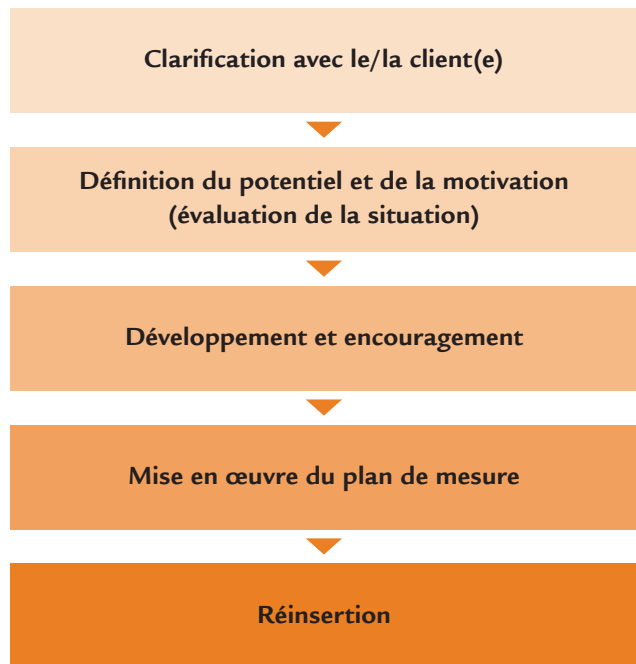 Clarification avec le/la client(e)
Définition du potentiel et de la motivation
(évaluation de la situation)
Développement et encouragement
Mise en œuvre du plan de mesure
Réinsertion